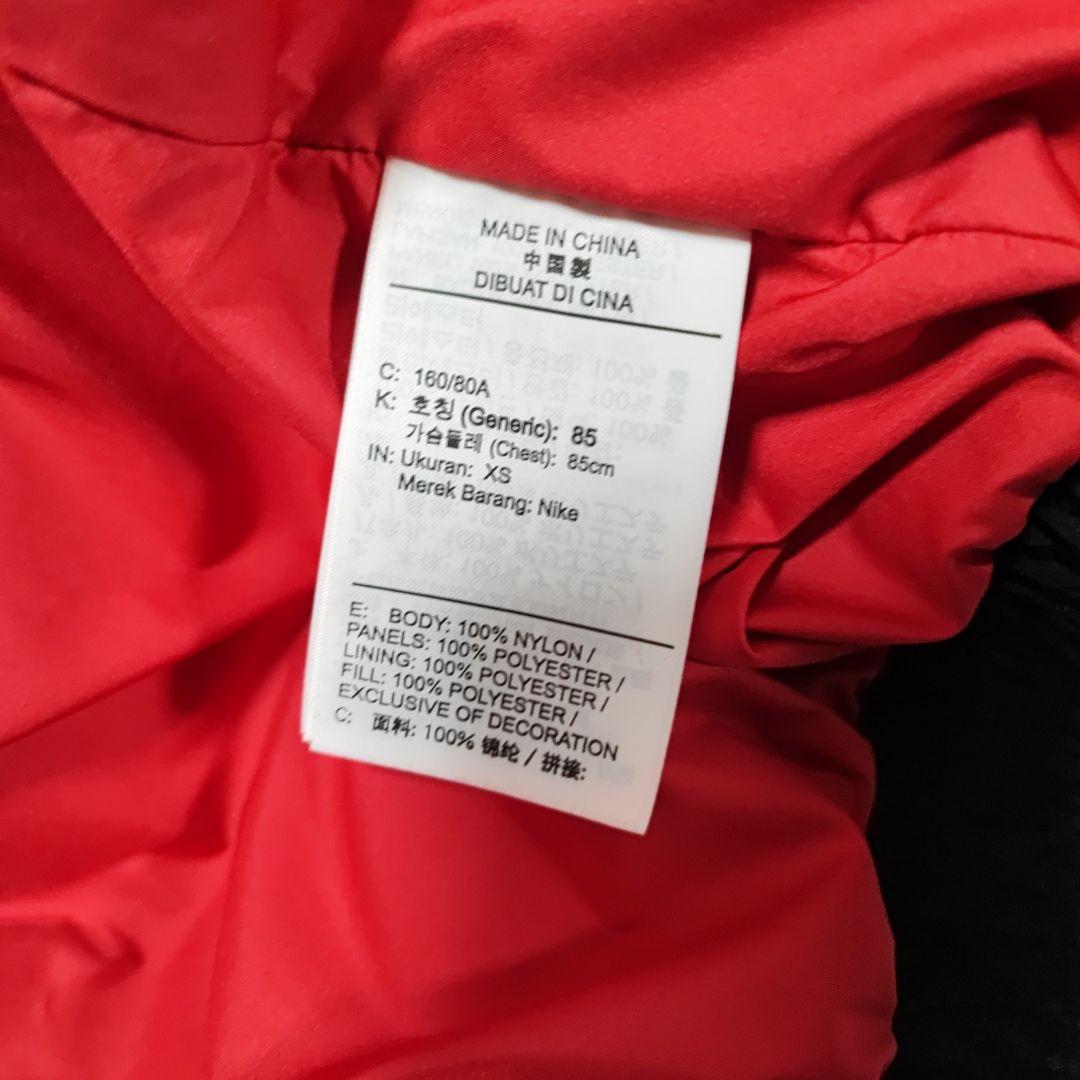 MADE IN CHINA
中国製
DIBUAT DI CINA
C: 160/80A
K: 호칭 (Generic): 85
가슴둘레 (Chest): 85cm
IN: Ukuran: XS
Merek Barang: Nike
E: BODY: 100% NYLON /
PANELS: 100% POLYESTER /
LINING: 100% POLYESTER /
FILL: 100% POLYESTER /
EXCLUSIVE OF DECORATION
C: 面料: 100% 锦纶 / 拼接: